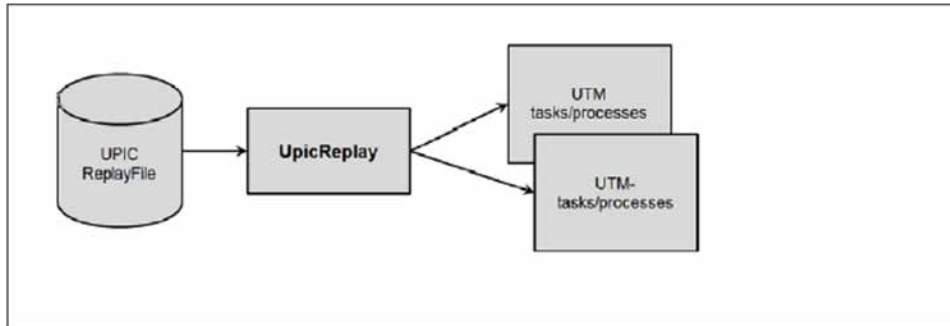 UPIC
ReplayFile
UpicReplay
UTM
tasks/processes
UTM-
tasks/processes